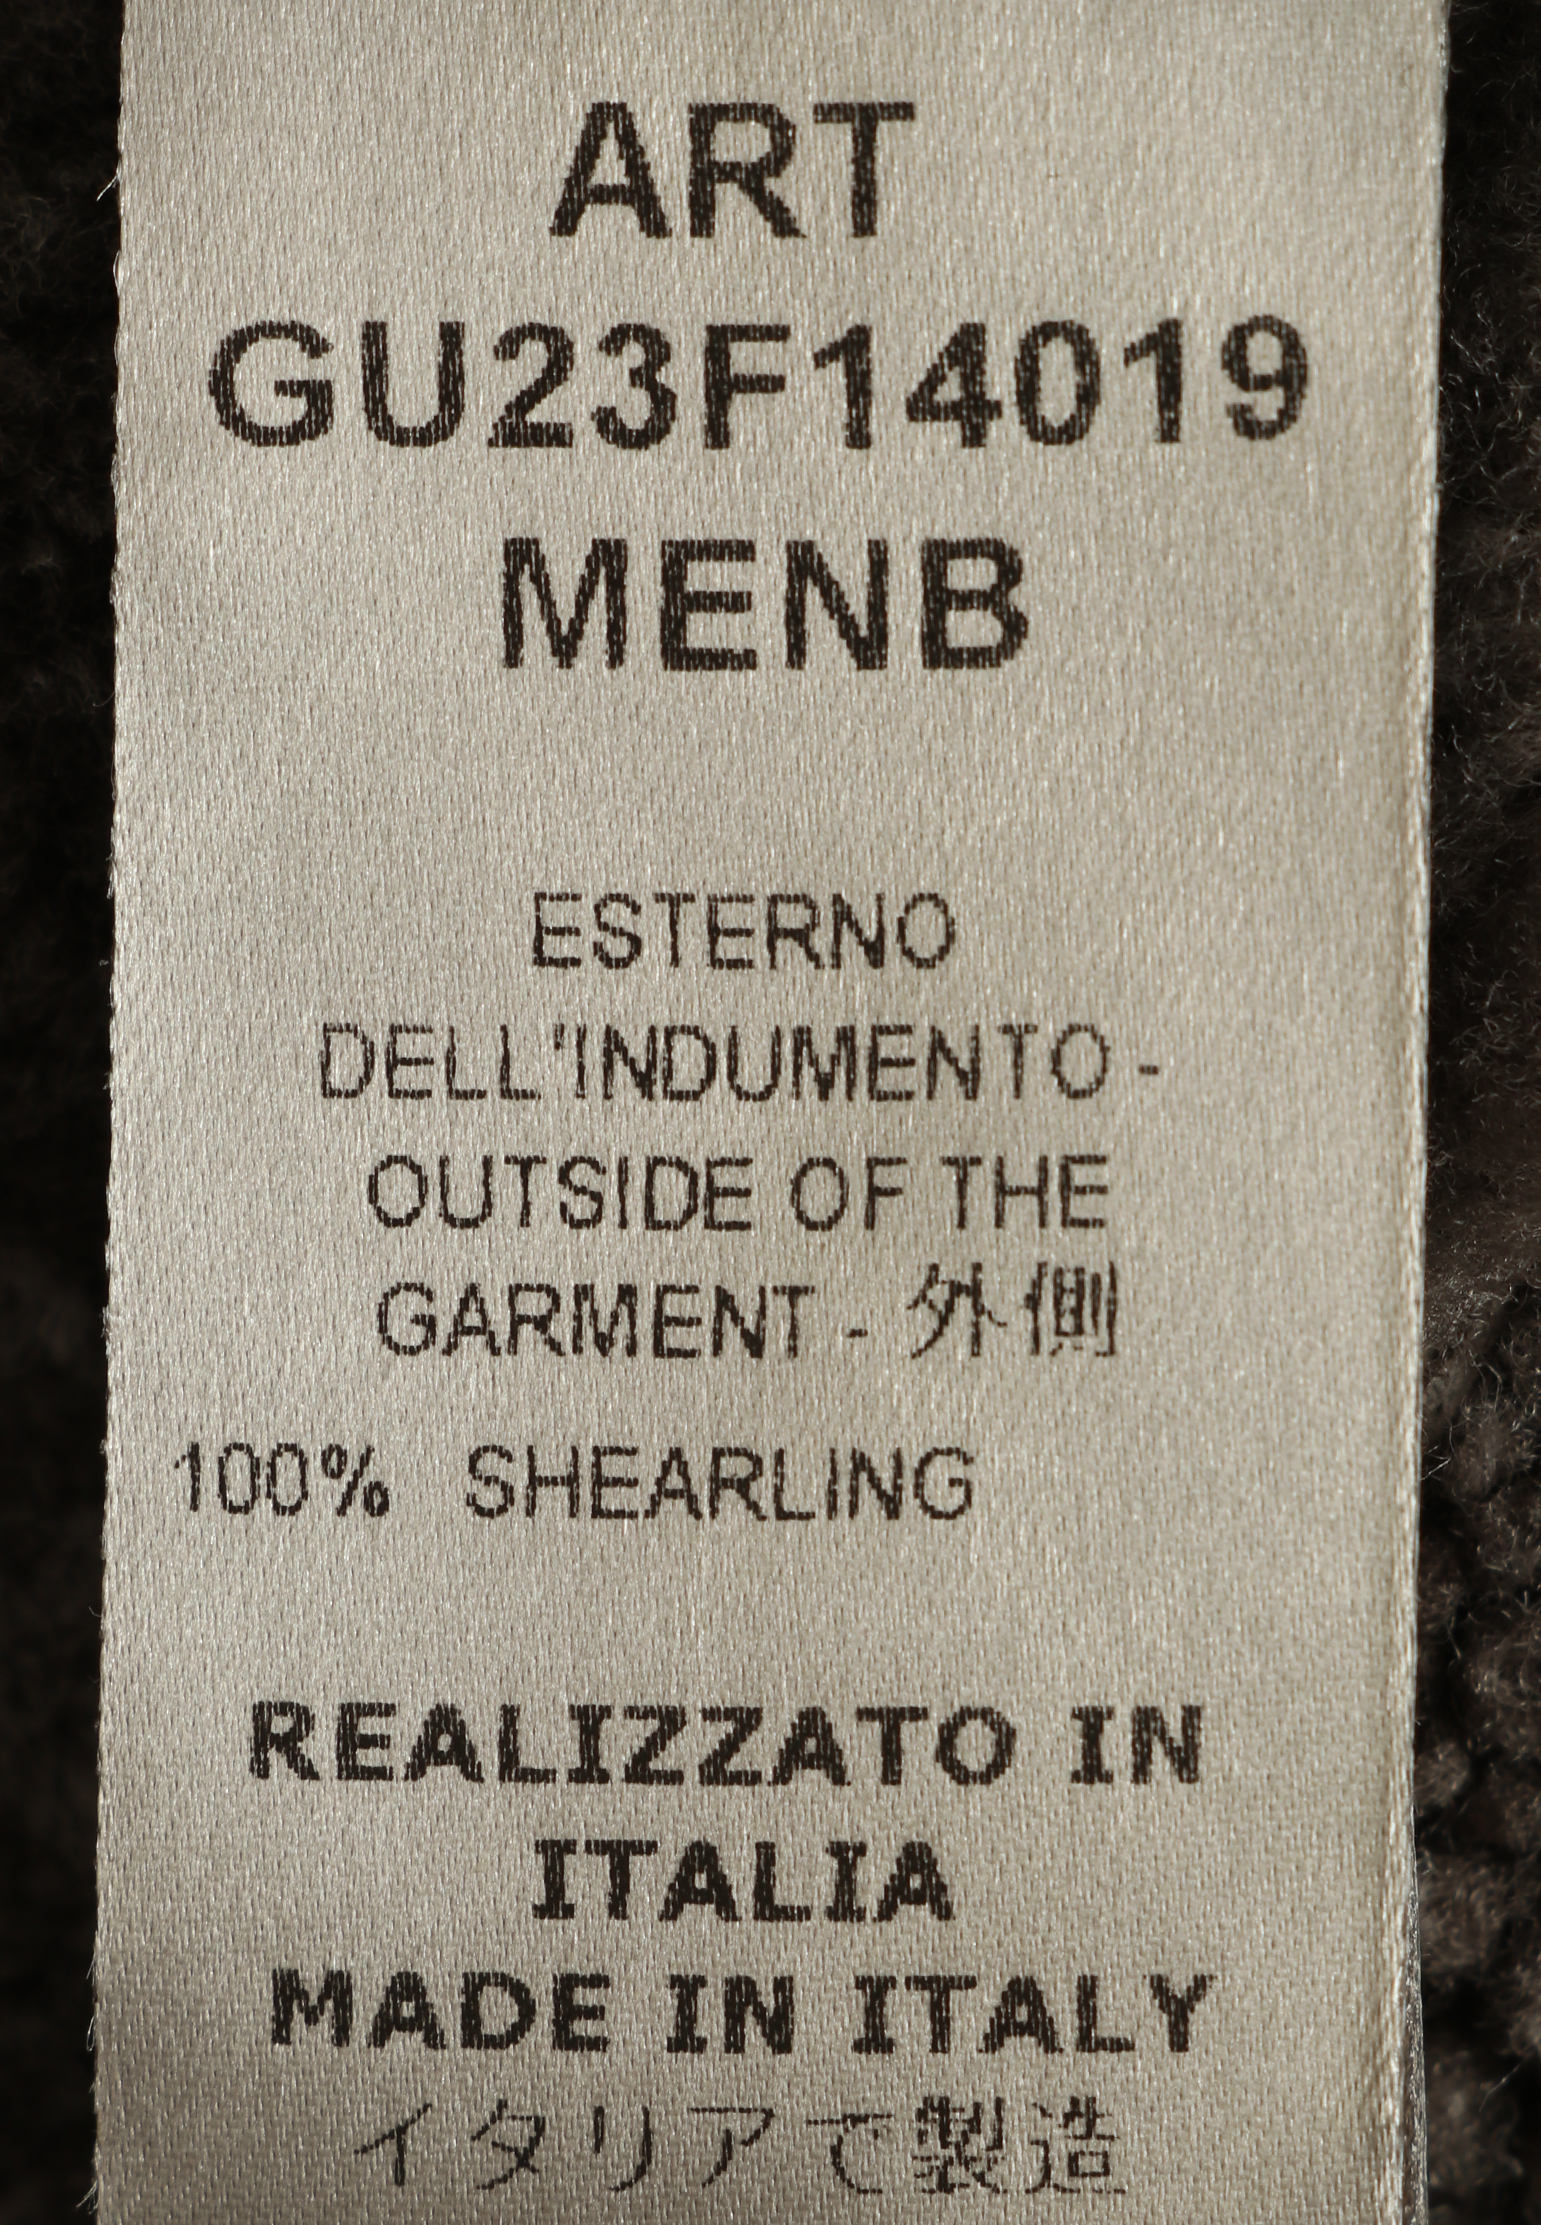 ART
GU23F14019
MENB
ESTERNO
DELL'INDUMENTO -
OUTSIDE OF THE
GARMENT - 外側
100% SHEARLING
REALIZZATO IN
ITALIA
MADE IN ITALY
イタリアで製造